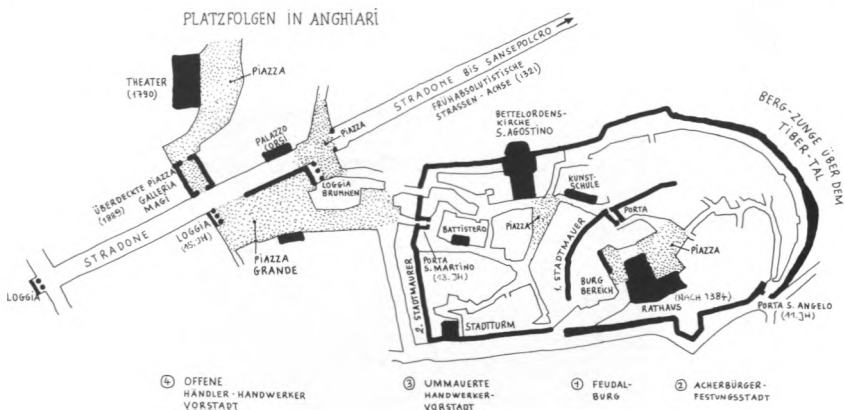 PLATZFOLGEN IN ANGHIARI
THEATER
(1790)
PIAZZA
STRADONE BIS SANSEPOLCRO
FRÜHABSOLUTISTISCHE
STRASSEN-ACHSE (1321)
PIAZZA
PALAZZO
(ORG)
BERG-ZUNGE ÜBER DEM
TIBER-TAL
BETTELORDENS-
KIRCHE
S. AGOSTINO
KUNST-
SCHULE
ÜBERDECKTE PIAZZA
(1889) GALLERIA
MAGI
LOGGIA
BRUNNEN
LOGGIA
(15.JH)
STRADONE
PIAZZA
GRANDE
LOGGIA
BATTISTERO
PIAZZA
PORTA
PIAZZA
1. STADTMAUER
2. STADTMAURER
PORTA
S. MARTINO
(13.JH)
BURG
BEREICH
RATHAUS
(NACH 1384)
PORTA S. ANGELO
(11.JH)
STADTTURM
④ OFFENE
HÄNDLER-HANDWERKER
VORSTADT
③ UMMAUERTE
HANDWERKER-
VORSTADT
① FEUDAL-
BURG
② ACHERBÜRGER-
FESTUNGSSTADT